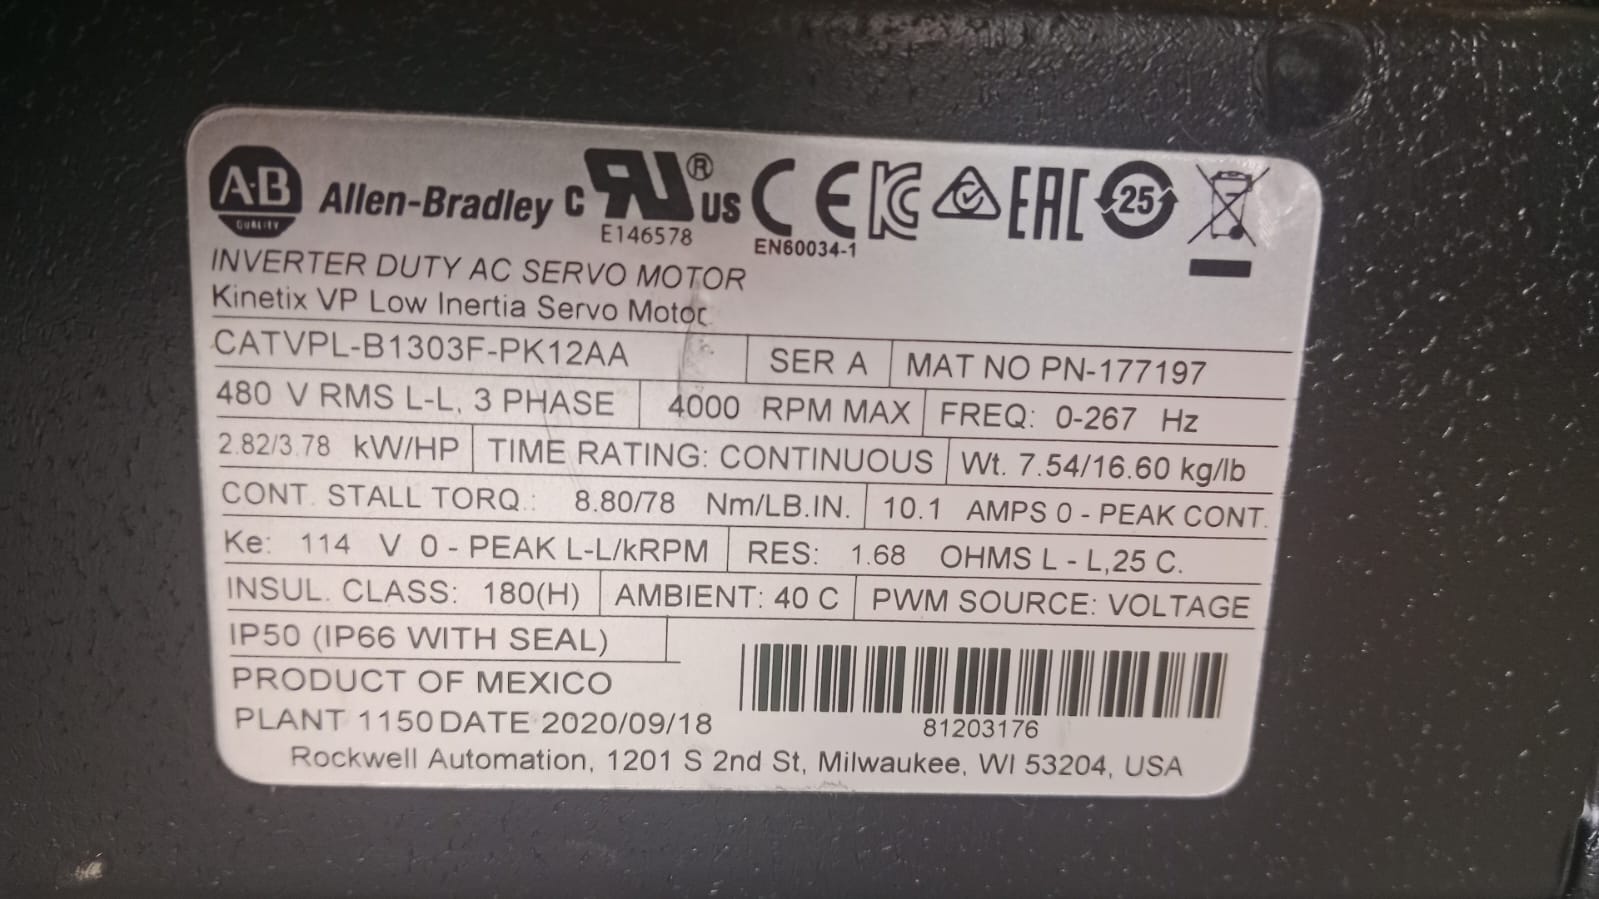 A·B QUALITY Allen-Bradley C RU® US CE KC EAC 25
E146578 EN60034-1
INVERTER DUTY AC SERVO MOTOR
Kinetix VP Low Inertia Servo Motor
CATVPL-B1303F-PK12AA SER A MAT NO PN-177197
480 V RMS L-L, 3 PHASE 4000 RPM MAX FREQ: 0-267 Hz
2.82/3.78 kW/HP TIME RATING: CONTINUOUS Wt. 7.54/16.60 kg/lb
CONT. STALL TORQ.: 8.80/78 Nm/LB.IN. 10.1 AMPS 0 - PEAK CONT.
Ke: 114 V 0 - PEAK L-L/kRPM RES: 1.68 OHMS L - L,25 C.
INSUL. CLASS: 180(H) AMBIENT: 40 C PWM SOURCE: VOLTAGE
IP50 (IP66 WITH SEAL)
PRODUCT OF MEXICO
PLANT 1150 DATE 2020/09/18 81203176
Rockwell Automation, 1201 S 2nd St, Milwaukee, WI 53204, USA